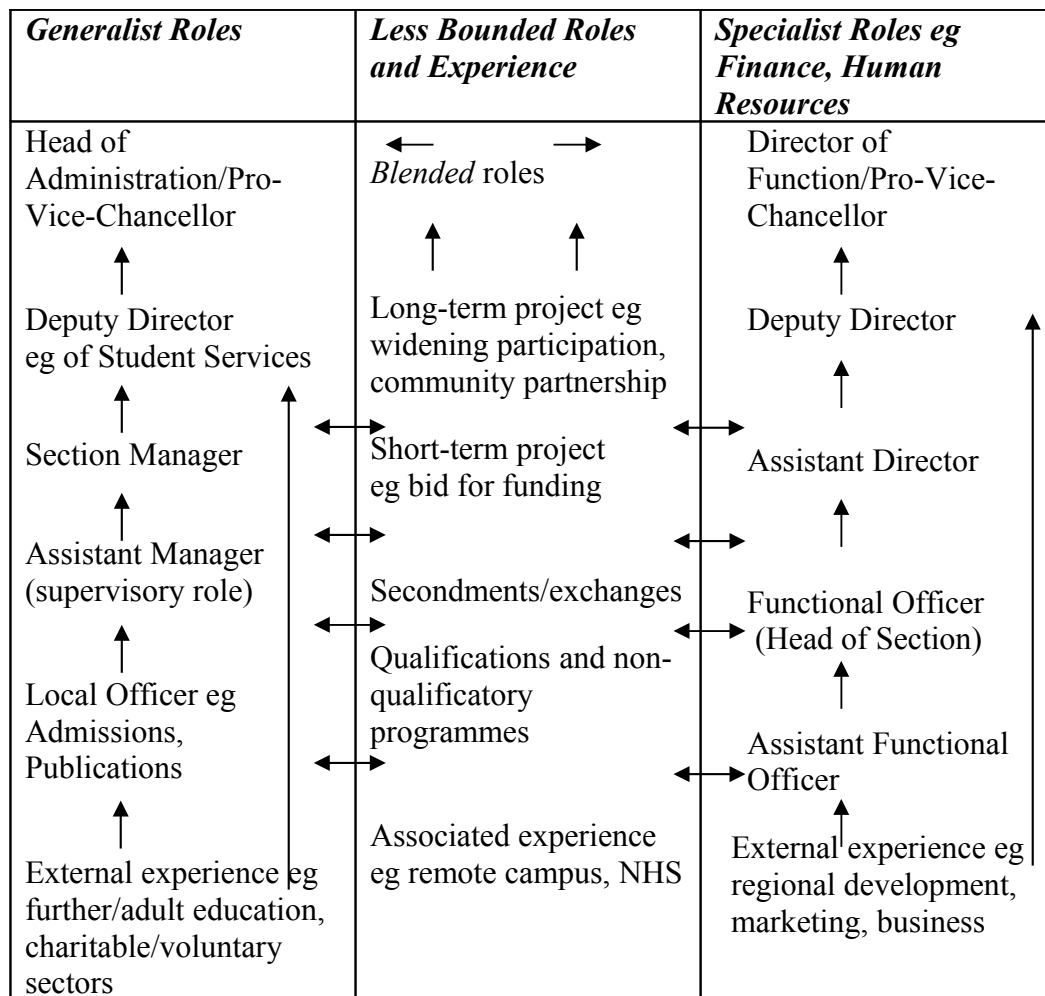 Generalist Roles
Less Bounded Roles
and Experience
Specialist Roles eg
Finance, Human
Resources
Head of
Administration/Pro-
Vice-Chancellor
Deputy Director
eg of Student Services
Section Manager
Assistant Manager
(supervisory role)
Local Officer eg
Admissions,
Publications
External experience eg
further/adult education,
charitable/voluntary
sectors
Blended roles
Long-term project eg
widening participation,
community partnership
Short-term project
eg bid for funding
Secondments/exchanges
Qualifications and non-
qualificatory
programmes
Associated experience
eg remote campus, NHS
Director of
Function/Pro-Vice-
Chancellor
Deputy Director
Assistant Director
Functional Officer
(Head of Section)
Assistant Functional
Officer
External experience eg
regional development,
marketing, business